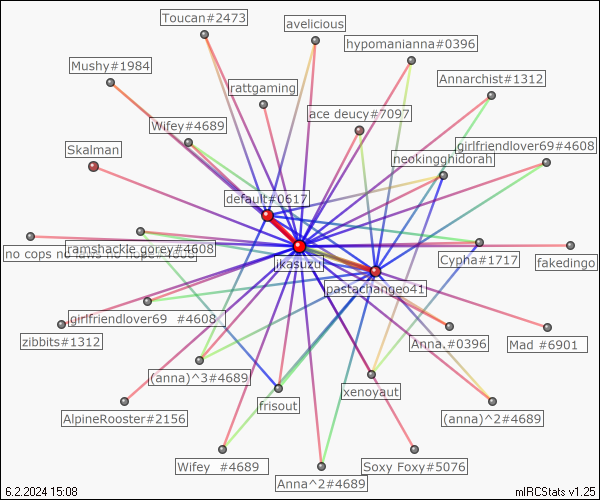 Toucan#2473
avelicious
hypomanianna#0396
Mushy#1984
Annarchist#1312
rattgaming
ace deucy#7097
Wifey#4689
girlfriendlover69#4608
Skalman
neokingghidorah
default#0617
ramshackle gorey#4608
no cops no laws no hope#4608
Cypha#1717
fakedingo
ikasuzu
pastachangeo41
girlfriendlover69 #4608
zibbits#1312
Anna.#0396
Mad #6901
(anna)^3#4689
xenoyaut
frisout
AlpineRooster#2156
(anna)^2#4689
Wifey #4689
Soxy Foxy#5076
Anna^2#4689
6.2.2024 15:08
mIRCStats v1.25